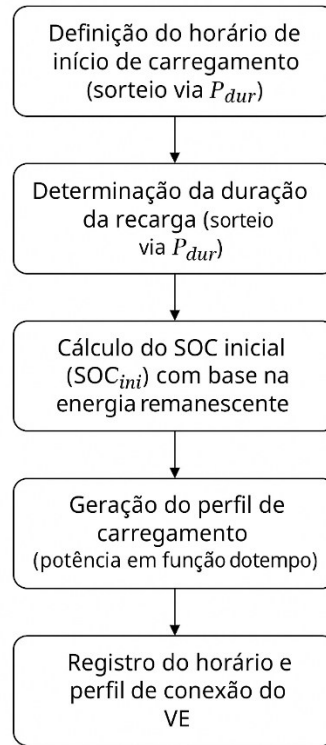 Definição do horário de
início de carregamento
(sorteio via P_dur)
Determinação da duração
da recarga (sorteio
via P_dur)
Cálculo do SOC inicial
(SOC_ini) com base na
energia remanescente
Geração do perfil de
carregamento
(potência em função dotempo)
Registro do horário e
perfil de conexão do
VE